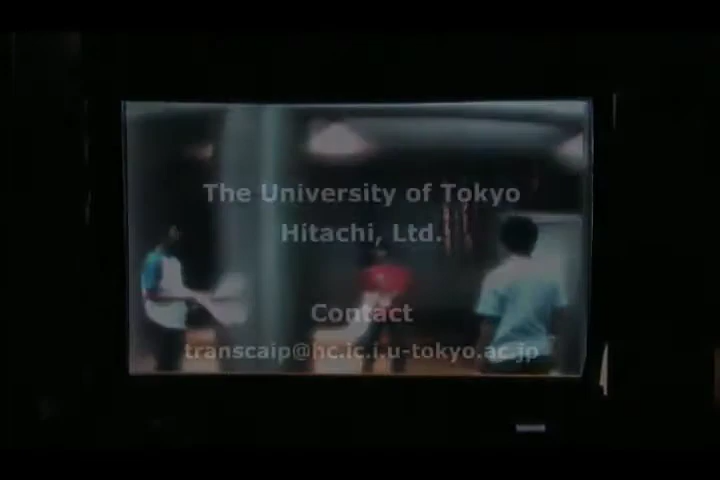 The University of Tokyo
Hitachi, Ltd.
Contact
transcaip@hc.ic.i.u-tokyo.ac.jp